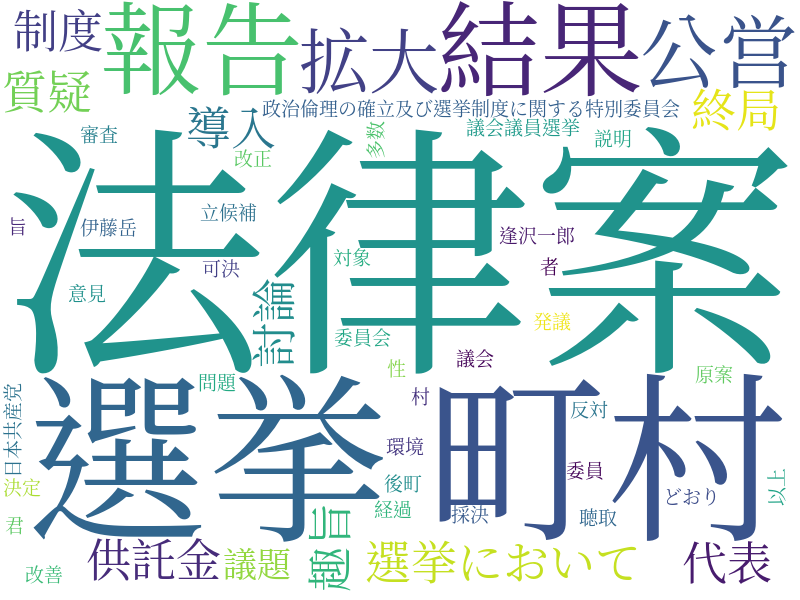 制度
報告
拡大
結果
公営
質疑
導入
政治倫理の確立及び選挙制度に関する特別委員会
終局
審査
改正
多数
議会議員選挙
説明
法律案
旨
伊藤岳
立候補
逢沢一郎
可決
対象
者
意見
討論
委員会
発議
議会
性
原案
問題
選挙
町村
日本共産党
村
反対
環境
委員
決定
後町
どおり
以上
君
経過
採決
聴取
改善
供託金
議題
趣旨
選挙において
代表